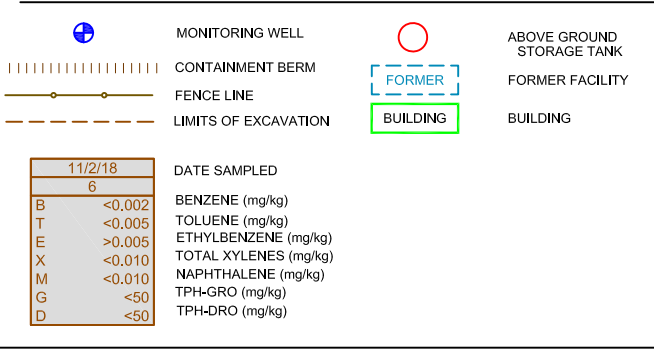 MONITORING WELL
CONTAINMENT BERM
FENCE LINE
LIMITS OF EXCAVATION
ABOVE GROUND
STORAGE TANK
FORMER FORMER FACILITY
BUILDING BUILDING
11/2/18 DATE SAMPLED
6
B <0.002 BENZENE (mg/kg)
T <0.005 TOLUENE (mg/kg)
E >0.005 ETHYLBENZENE (mg/kg)
X <0.010 TOTAL XYLENES (mg/kg)
M <0.010 NAPHTHALENE (mg/kg)
G <50 TPH-GRO (mg/kg)
D <50 TPH-DRO (mg/kg)